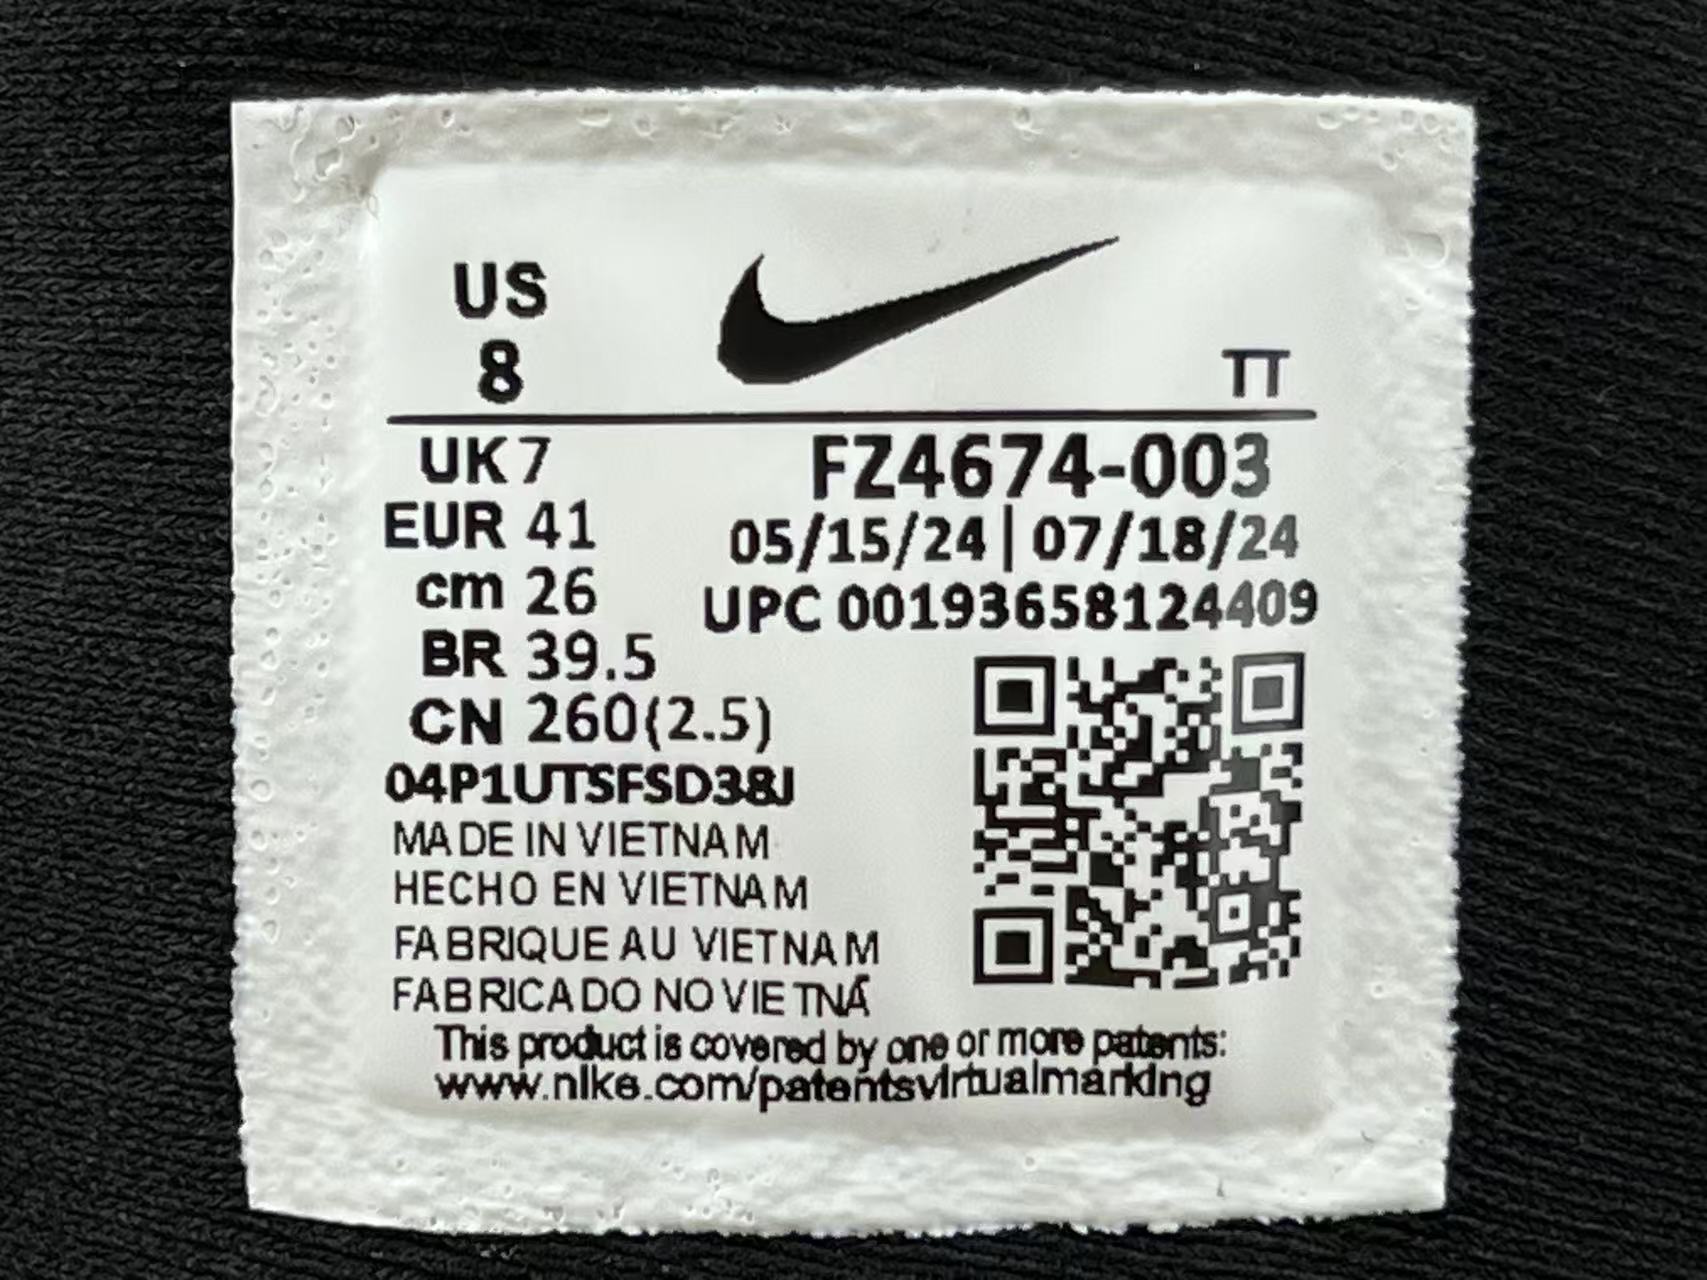 US
8
TT
UK 7
EUR 41
cm 26
BR 39.5
CN 260(2.5)
04P1UTSFSD38J
FZ4674-003
05/15/24 | 07/18/24
UPC 00193658124409
MADE IN VIETNAM
HECHO EN VIETNAM
FABRIQUE AU VIETNAM
FABRICADO NO VIETNÃ
This product is covered by one or more patents:
www.nike.com/patentsvirtualmarking